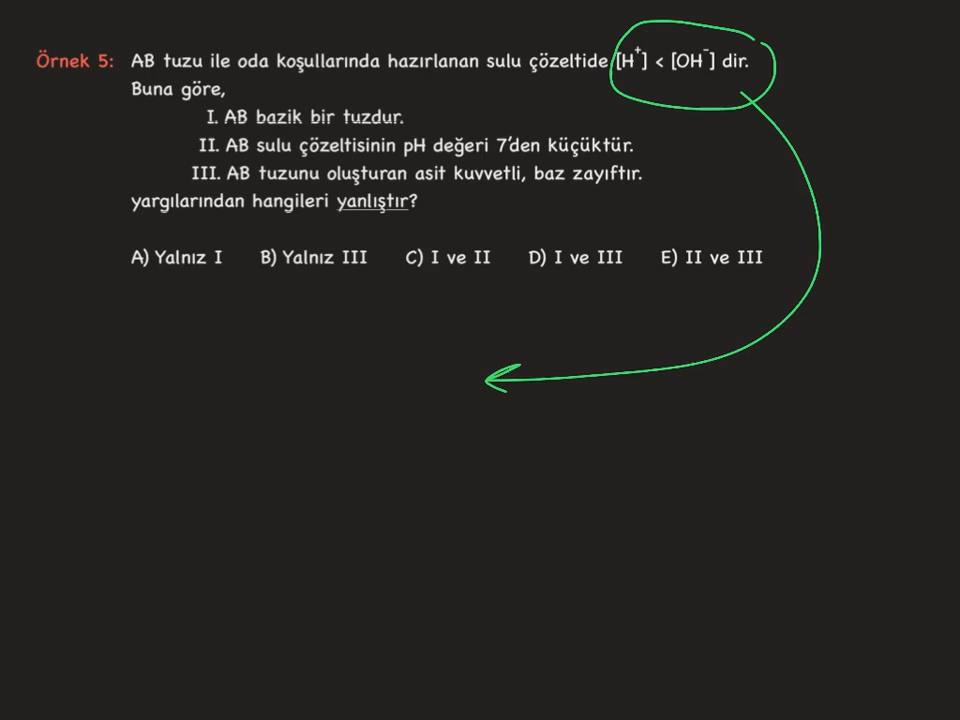 Örnek 5: AB tuzu ile oda koşullarında hazırlanan sulu çözeltide [H⁺] < [OH⁻] dir.
Buna göre,
I. AB bazik bir tuzdur.
II. AB sulu çözeltisinin pH değeri 7'den küçüktür.
III. AB tuzunu oluşturan asit kuvvetli, baz zayıftır.
yargılarından hangileri yanlıştır?
A) Yalnız I B) Yalnız III C) I ve II D) I ve III E) II ve III